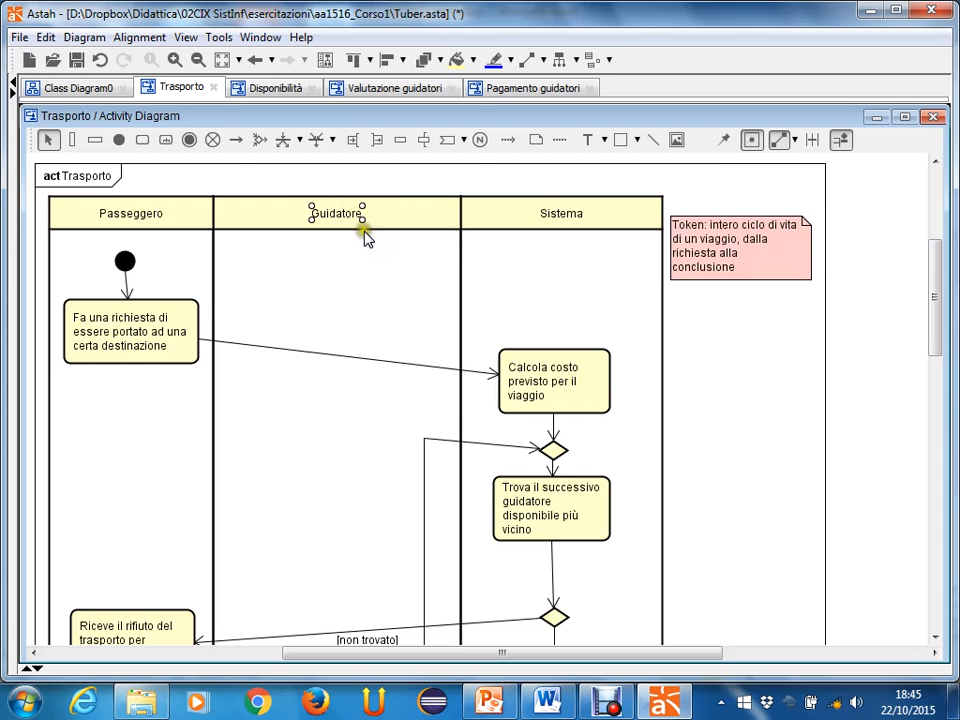 Astah - [D:\Dropbox\Didattica\02CIX SistInf\esercitazioni\aa1516_Corso1\Tuber.asta] (*)
File Edit Diagram Alignment View Tools Window Help
Class Diagram0 Trasporto Disponibilità Valutazione guidatori Pagamento guidatori
Trasporto / Activity Diagram
act Trasporto
Passeggero Guidatore Sistema
Token: intero ciclo di vita
di un viaggio, dalla
richiesta alla
conclusione
Fa una richiesta di
essere portato ad una
certa destinazione
Calcola costo
previsto per il
viaggio
Trova il successivo
guidatore
disponibile più
vicino
Riceve il rifiuto del
trasporto per
[non trovato]
18:45
22/10/2015